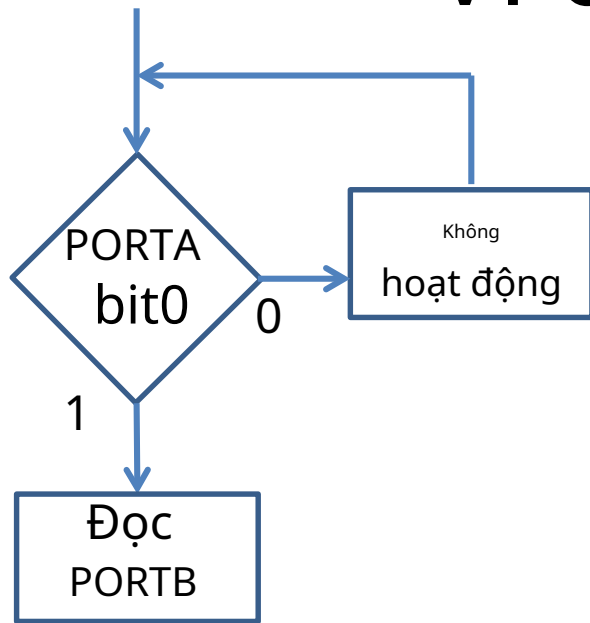 PORTA
bit0
0
1
Không
hoạt động
Đọc
PORTB